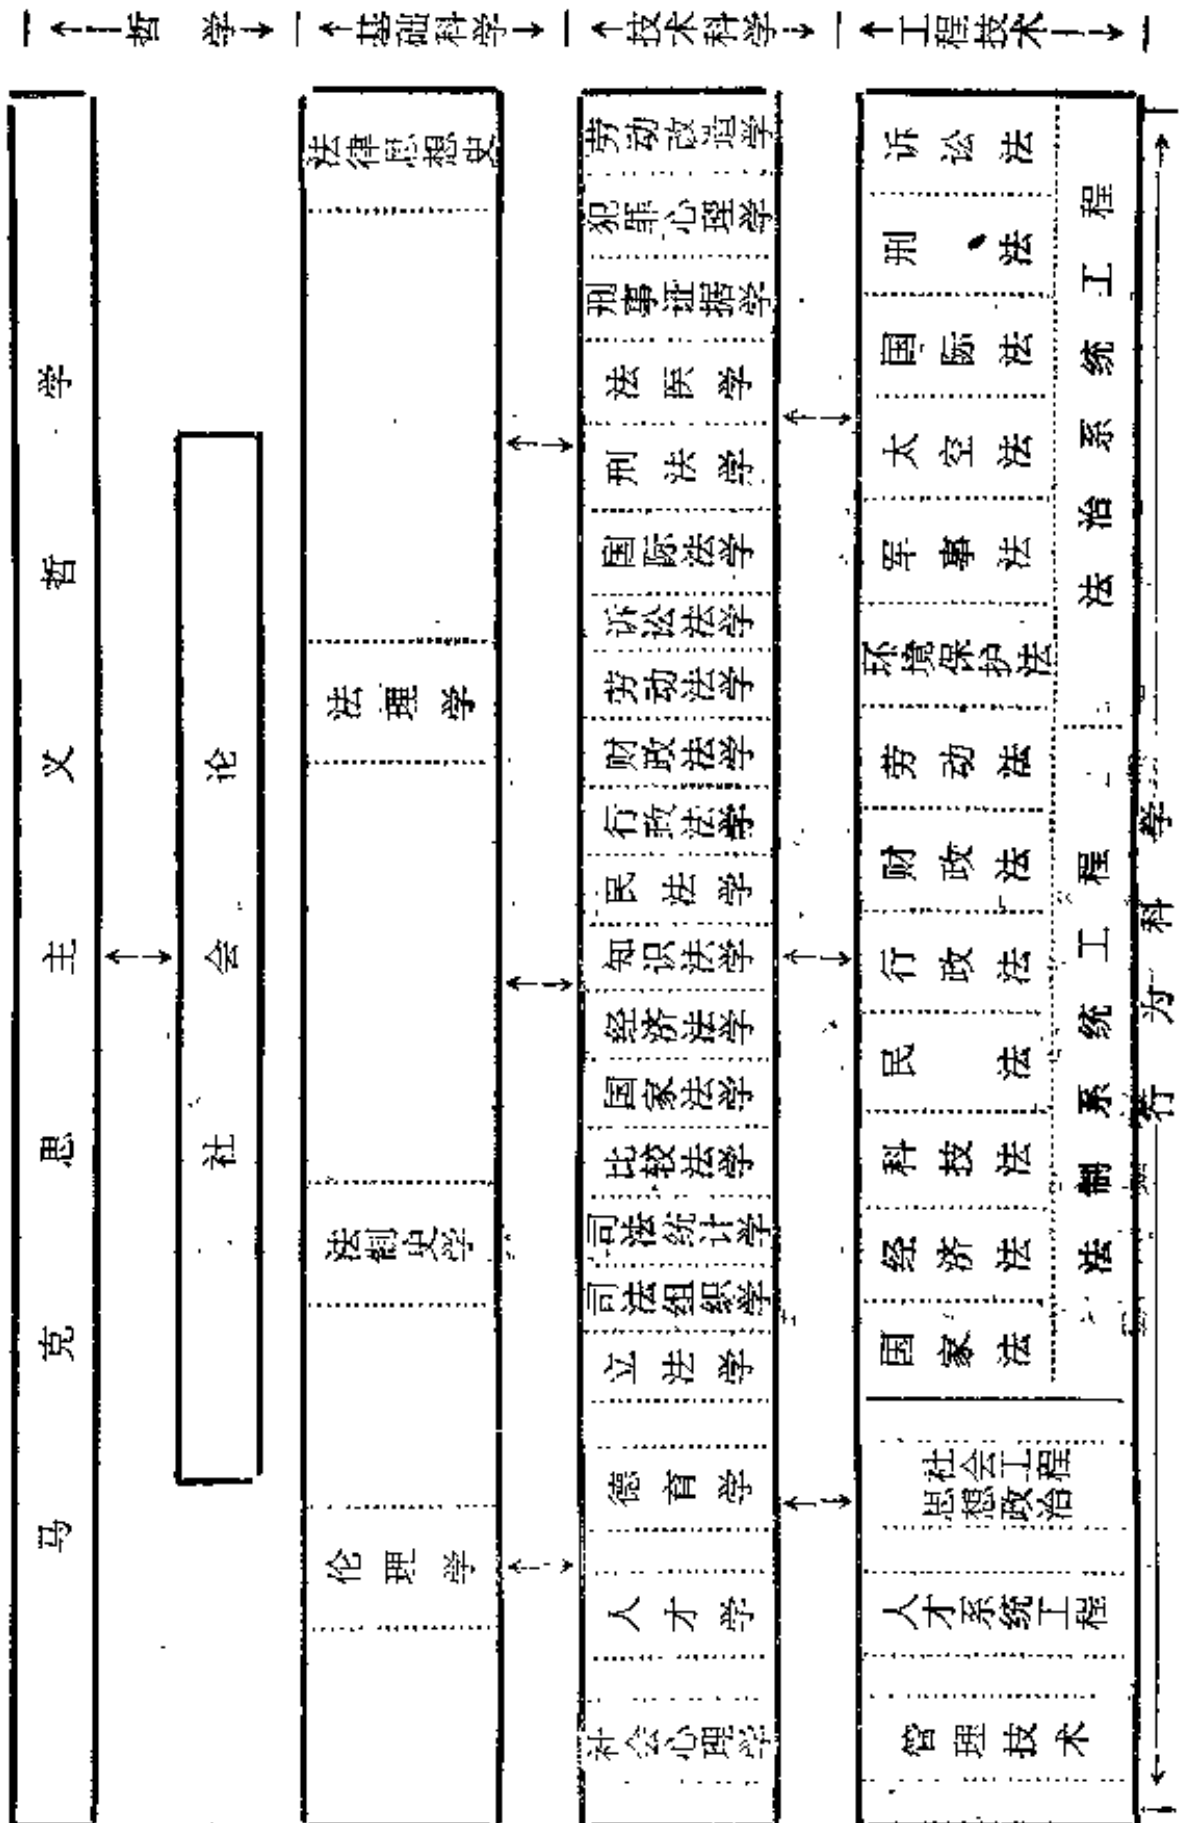 哲学
基础科学
技术科学
工程技术
马克思主义哲学
社会论
法律思想史
法理学
法制史学
伦理学
劳动改造学
犯罪心理学
刑事证据学
法医学
刑法学
国际法学
诉讼法学
劳动法学
财政法学
行政法学
民法学
知识法学
经济法学
国家法学
比较法学
司法统计学
司法组织学
立法学
德育学
人才学
社会心理学
诉讼法
刑法
国际法
太空法
军事法
环境保护法
劳动法
财政法
行政法
民法
科技法
经济法
国家法
社会工程
思想政治
人才系统工程
管理技术
法治系统工程
法制系统工程
行为科学